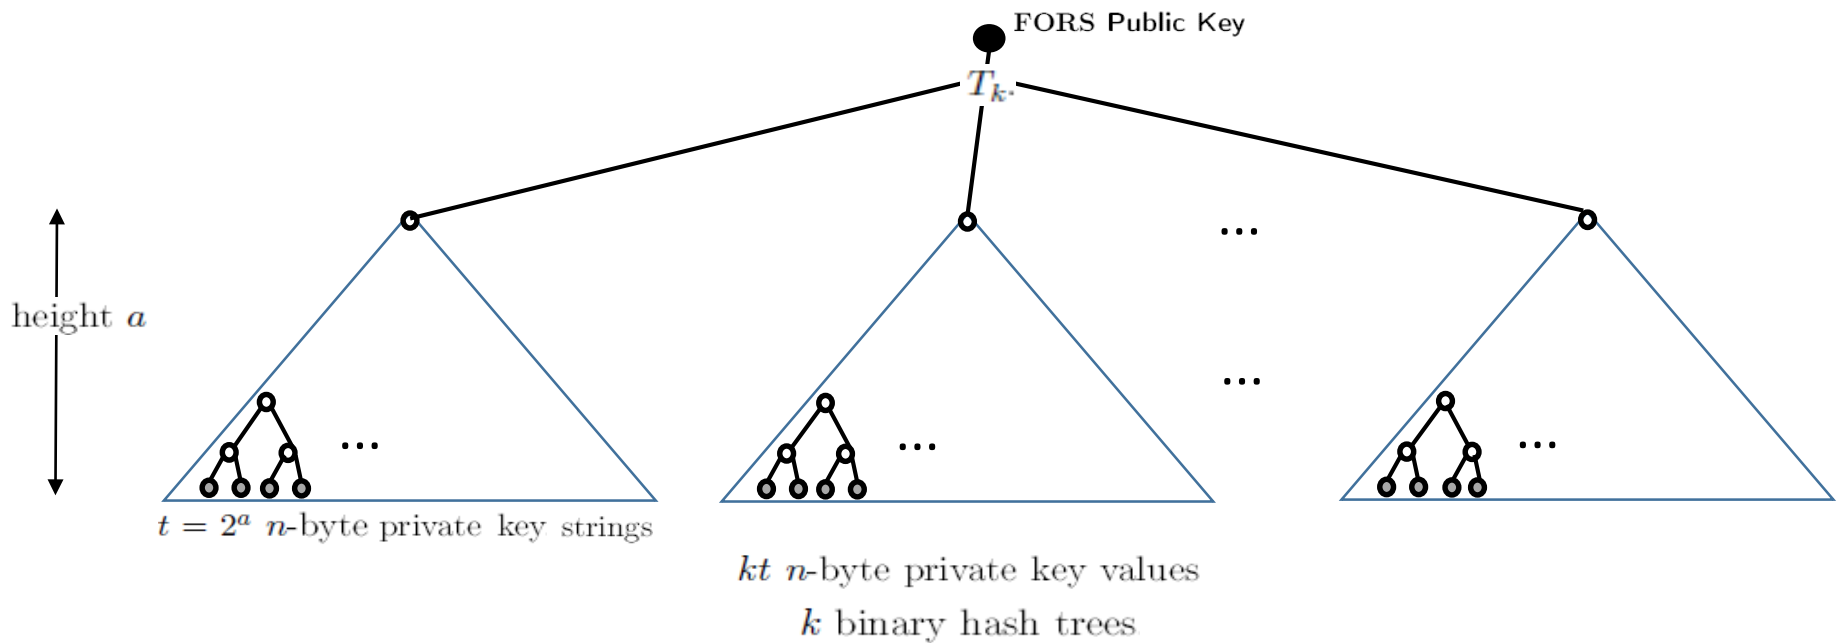 FORS Public Key
T_k.
...
height a
...
... ... ...
t = 2^a n-byte private key strings
kt n-byte private key values
k binary hash trees